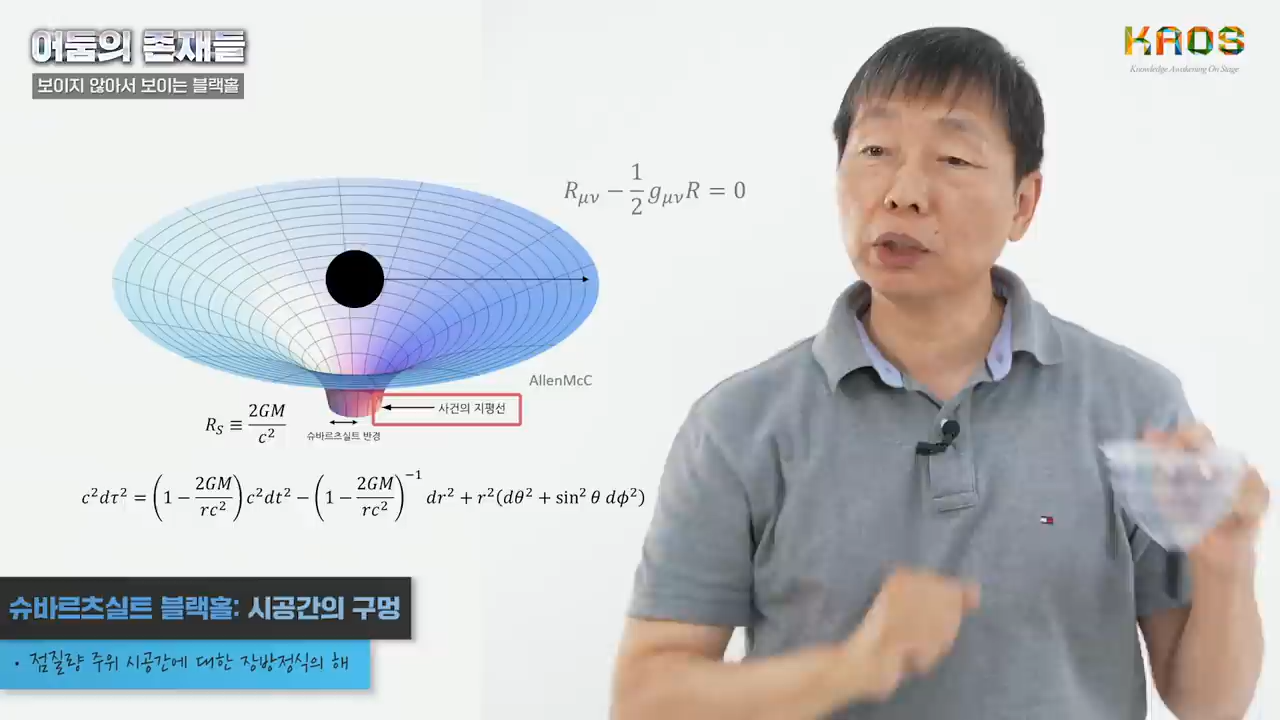 어둠의 존재들
보이지 않아서 보이는 블랙홀
KAOS
Knowledge Awakening On Stage
R_{μν} − \frac{1}{2} g_{μν}R = 0
AllenMcC
사건의 지평선
R_S ≡ \frac{2GM}{c^2}
슈바르츠실트 반경
c^2dτ^2 = (1 − \frac{2GM}{rc^2}) c^2dt^2 − (1 − \frac{2GM}{rc^2})^{−1} dr^2 + r^2(dθ^2 + sin^2 θ dϕ^2)
슈바르츠실트 블랙홀: 시공간의 구멍
· 점질량 주위 시공간에 대한 장방정식의 해